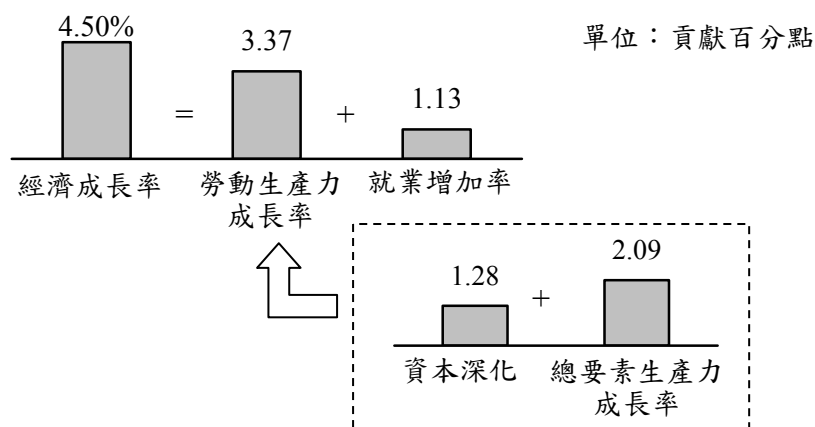 單位：貢獻百分點
4.50%
3.37
1.13
=
+
經濟成長率
勞動生產力
成長率
就業增加率
1.28
2.09
+
資本深化
總要素生產力
成長率